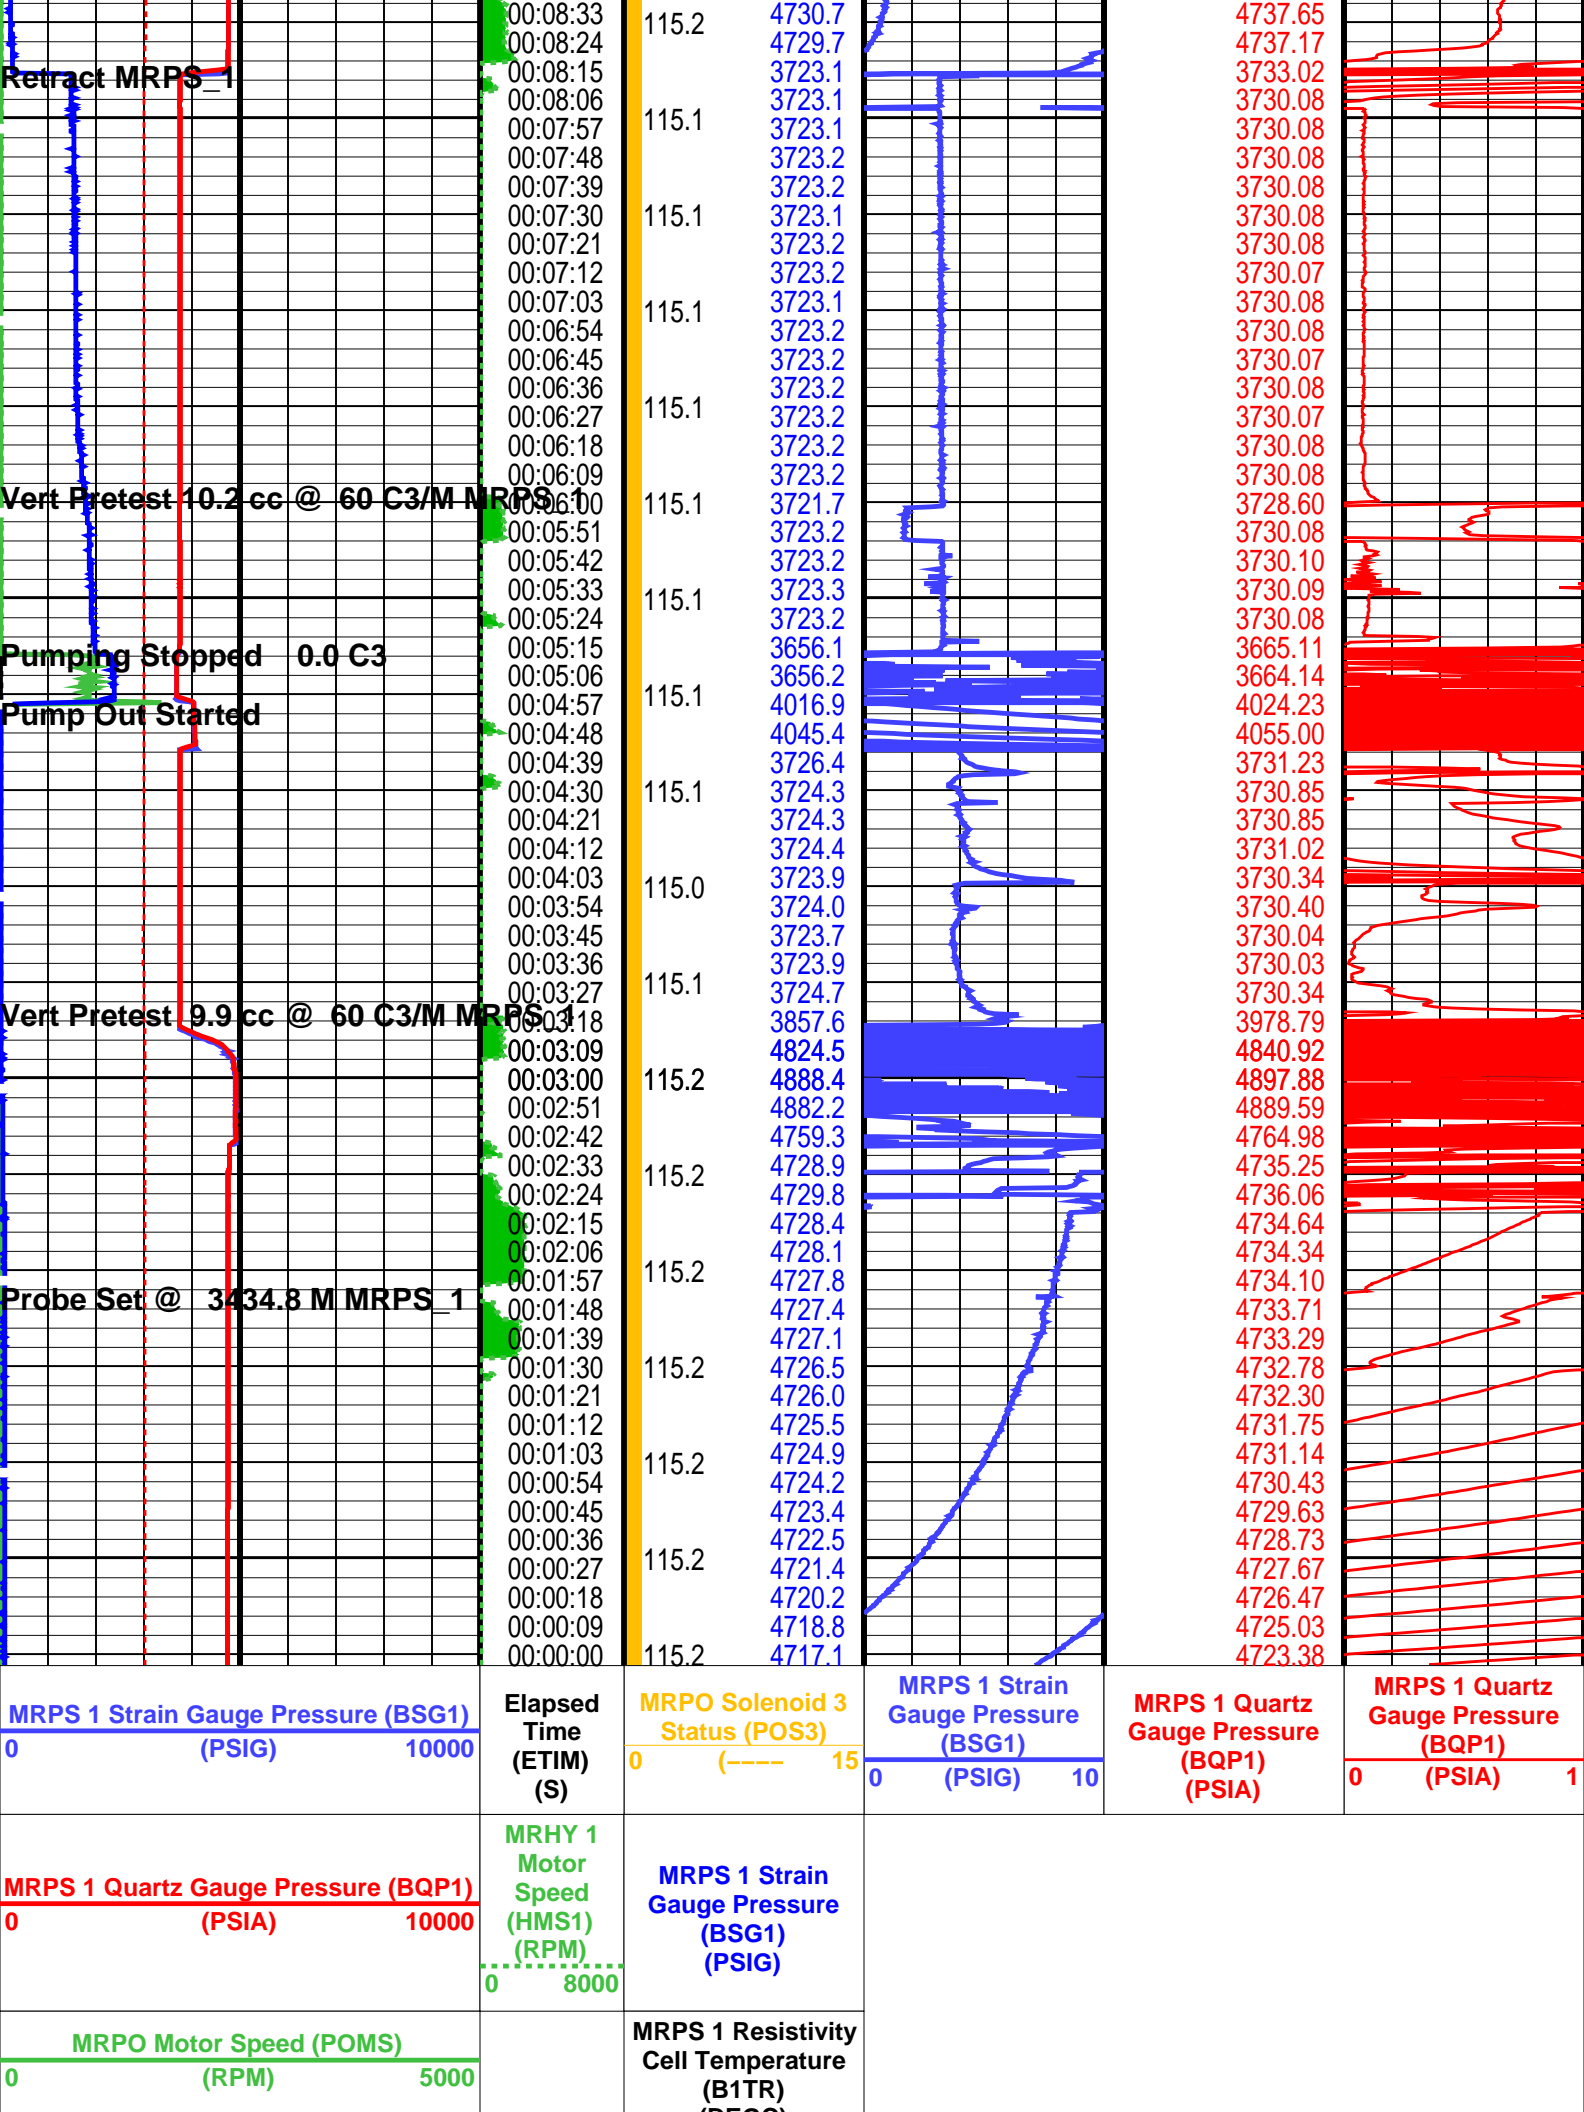 00:08:33 4730.7 4737.65
115.2
00:08:24 4729.7 4737.17
00:08:15 3723.1 3733.02
Retract MRPS_1
00:08:06 3723.1 3730.08
115.1
00:07:57 3723.1 3730.08
00:07:48 3723.2 3730.08
00:07:39 3723.2 3730.08
00:07:30 115.1 3723.1 3730.08
00:07:21 3723.2 3730.08
00:07:12 3723.2 3730.07
00:07:03 3723.1 3730.08
115.1
00:06:54 3723.2 3730.08
00:06:45 3723.2 3730.07
00:06:36 3723.2 3730.08
115.1
00:06:27 3723.2 3730.07
00:06:18 3723.2 3730.08
00:06:09 3723.2 3730.08
Vert Pretest 10.2 cc @ 60 C3/M MRPS_1
00:06:00 115.1 3721.7 3728.60
00:05:51 3723.2 3730.08
00:05:42 3723.2 3730.10
00:05:33 3723.3 3730.09
115.1
00:05:24 3723.2 3730.08
00:05:15 3656.1 3665.11
Pumping Stopped 0.0 C3
00:05:06 3656.2 3664.14
115.1
00:04:57 4016.9 4024.23
Pump Out Started
00:04:48 4045.4 4055.00
00:04:39 3726.4 3731.23
00:04:30 115.1 3724.3 3730.85
00:04:21 3724.3 3730.85
00:04:12 3724.4 3731.02
00:04:03 3723.9 3730.34
115.0
00:03:54 3724.0 3730.40
00:03:45 3723.7 3730.04
00:03:36 3723.9 3730.03
115.1
00:03:27 3724.7 3730.34
Vert Pretest 9.9 cc @ 60 C3/M MRPS_1
00:03:18 3857.6 3978.79
00:03:09 4824.5 4840.92
00:03:00 115.2 4888.4 4897.88
00:02:51 4882.2 4889.59
00:02:42 4759.3 4764.98
00:02:33 4728.9 4735.25
115.2
00:02:24 4729.8 4736.06
00:02:15 4728.4 4734.64
00:02:06 4728.1 4734.34
115.2
00:01:57 4727.8 4734.10
Probe Set @ 3434.8 M MRPS_1
00:01:48 4727.4 4733.71
00:01:39 4727.1 4733.29
00:01:30 115.2 4726.5 4732.78
00:01:21 4726.0 4732.30
00:01:12 4725.5 4731.75
00:01:03 4724.9 4731.14
115.2
00:00:54 4724.2 4730.43
00:00:45 4723.4 4729.63
00:00:36 4722.5 4728.73
115.2
00:00:27 4721.4 4727.67
00:00:18 4720.2 4726.47
00:00:09 4718.8 4725.03
00:00:00 115.2 4717.1 4723.38
MRPS 1 Strain Gauge Pressure (BSG1)
0 (PSIG) 10000
Elapsed
Time
(ETIM)
(S)
MRPO Solenoid 3
Status (POS3)
0 (---- 15
MRPS 1 Strain
Gauge Pressure
(BSG1)
0 (PSIG) 10
MRPS 1 Quartz
Gauge Pressure
(BQP1)
(PSIA)
MRPS 1 Quartz
Gauge Pressure
(BQP1)
0 (PSIA) 1
MRPS 1 Quartz Gauge Pressure (BQP1)
0 (PSIA) 10000
MRHY 1
Motor
Speed
(HMS1)
(RPM)
0 8000
MRPS 1 Strain
Gauge Pressure
(BSG1)
(PSIG)
MRPO Motor Speed (POMS)
0 (RPM) 5000
MRPS 1 Resistivity
Cell Temperature
(B1TR)